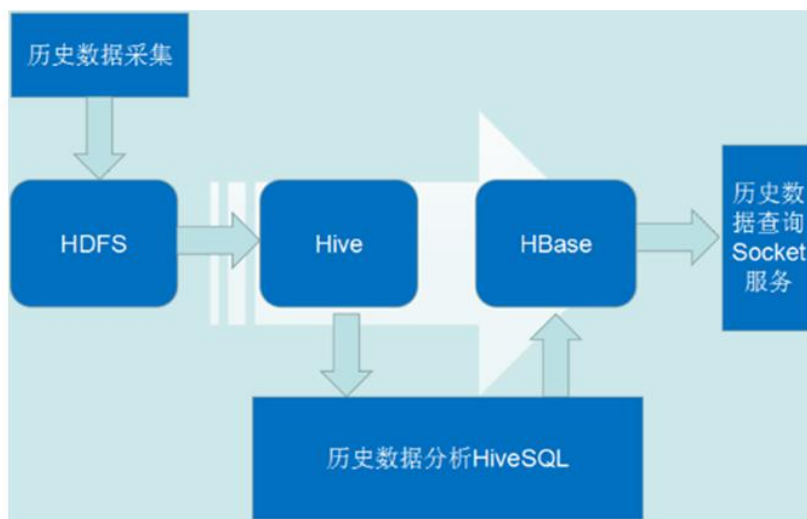 历史数据采集
HDFS
Hive
HBase
历史数
据查询
Socket
服务
历史数据分析HiveSQL